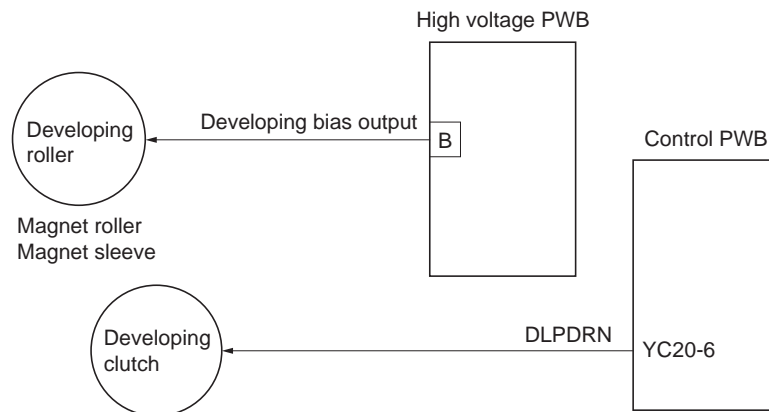 High voltage PWB
Developing
roller
Developing bias output
B
Control PWB
Magnet roller
Magnet sleeve
Developing
clutch
DLPDRN
YC20-6